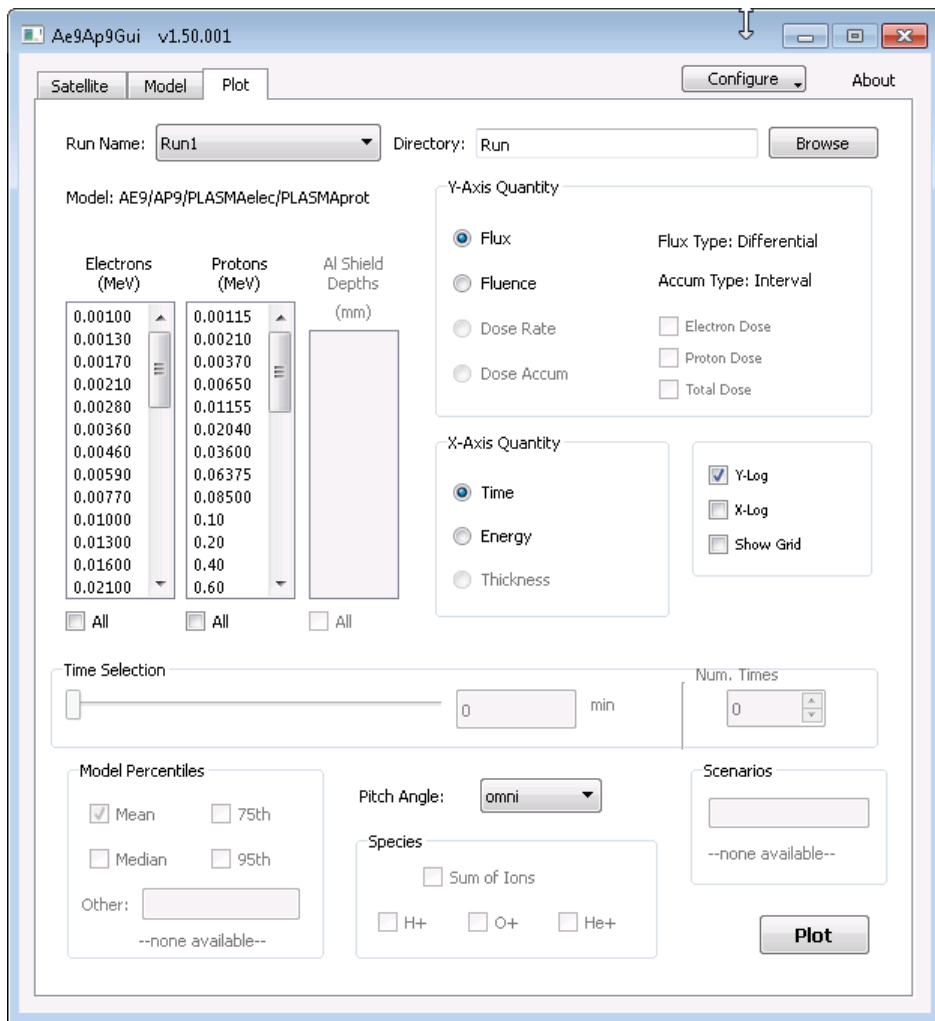 Ae9Ap9Gui v1.50.001
Satellite Model Plot Configure About
Run Name: Run1 Directory: Run Browse
Model: AE9/AP9/PLASMAelec/PLASMAprot
Electrons
(MeV)
0.00100
0.00130
0.00170
0.00210
0.00280
0.00360
0.00460
0.00590
0.00770
0.01000
0.01300
0.01600
0.02100
All
Protons
(MeV)
0.00115
0.00210
0.00370
0.00650
0.01155
0.02040
0.03600
0.06375
0.08500
0.10
0.20
0.40
0.60
All
Al Shield
Depths
(mm)
All
Y-Axis Quantity
Flux
Fluence
Dose Rate
Dose Accum
Flux Type: Differential
Accum Type: Interval
Electron Dose
Proton Dose
Total Dose
X-Axis Quantity
Time
Energy
Thickness
Y-Log
X-Log
Show Grid
Time Selection
0 min
Num. Times
0
Model Percentiles
Mean 75th
Median 95th
Other:
--none available--
Pitch Angle: omni
Species
Sum of Ions
H+ O+ He+
Scenarios
--none available--
Plot